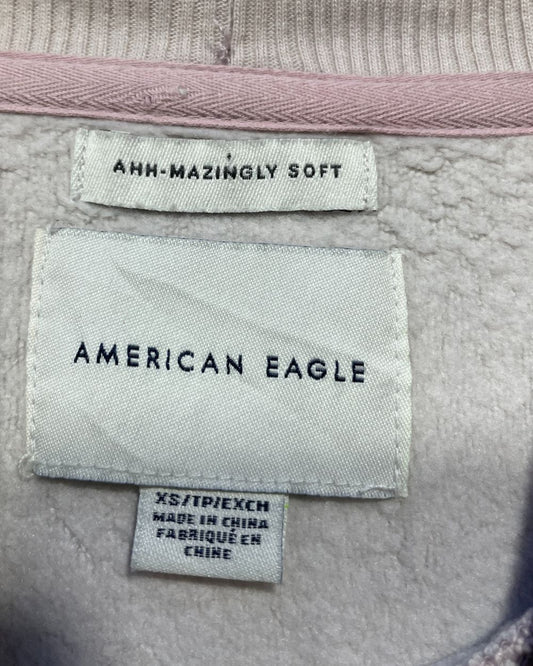 AHH-MAZINGLY SOFT
AMERICAN EAGLE
XS/TP/EXCH
MADE IN CHINA
FABRIQUÉ EN
CHINE